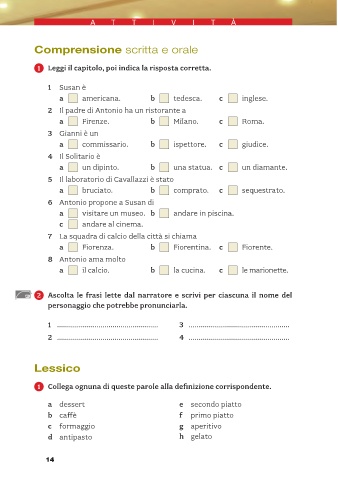 ATTIVITÀ
Comprensione scritta e orale
1 Leggi il capitolo, poi indica la risposta corretta.
1 Susan è
a americana. b tedesca. c inglese.
2 Il padre di Antonio ha un ristorante a
a Firenze. b Milano. c Roma.
3 Gianni è un
a commissario. b ispettore. c giudice.
4 Il Solitario è
a un dipinto. b una statua. c un diamante.
5 Il laboratorio di Cavallazzi è stato
a bruciato. b comprato. c sequestrato.
6 Antonio propone a Susan di
a visitare un museo. b andare in piscina.
c andare al cinema.
7 La squadra di calcio della città si chiama
a Fiorenza. b Fiorentina. c Fiorente.
8 Antonio ama molto
a il calcio. b la cucina. c le marionette.
2 Ascolta le frasi lette dal narratore e scrivi per ciascuna il nome del
personaggio che potrebbe pronunciarla.
1 .................................................. 3 ..................................................
2 .................................................. 4 ..................................................
Lessico
1 Collega ognuna di queste parole alla definizione corrispondente.
a dessert e secondo piatto
b caffè f primo piatto
c formaggio g aperitivo
d antipasto h gelato
14